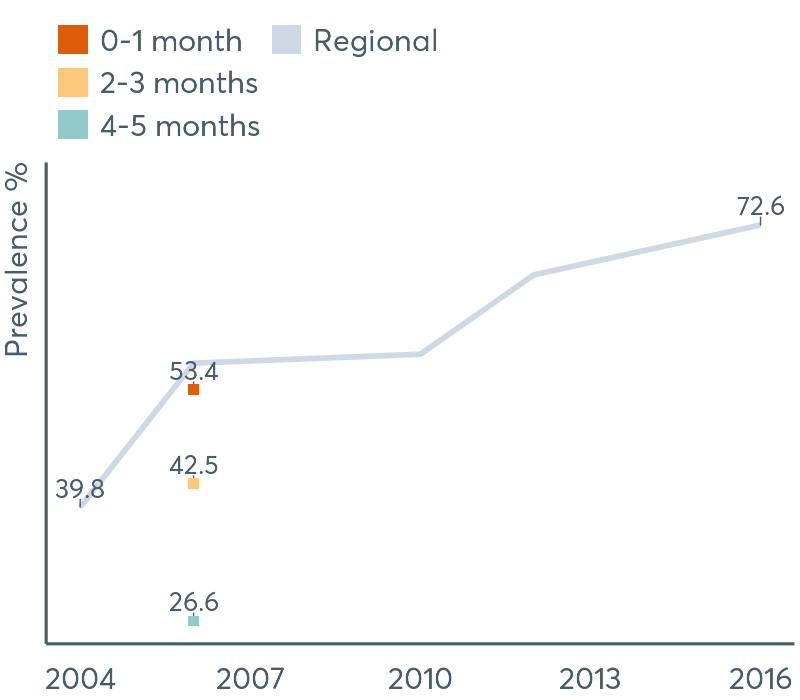 0-1 month
Regional
2-3 months
4-5 months
Prevalence %
72.6
53.4
42.5
39.8
26.6
2004 2007 2010 2013 2016